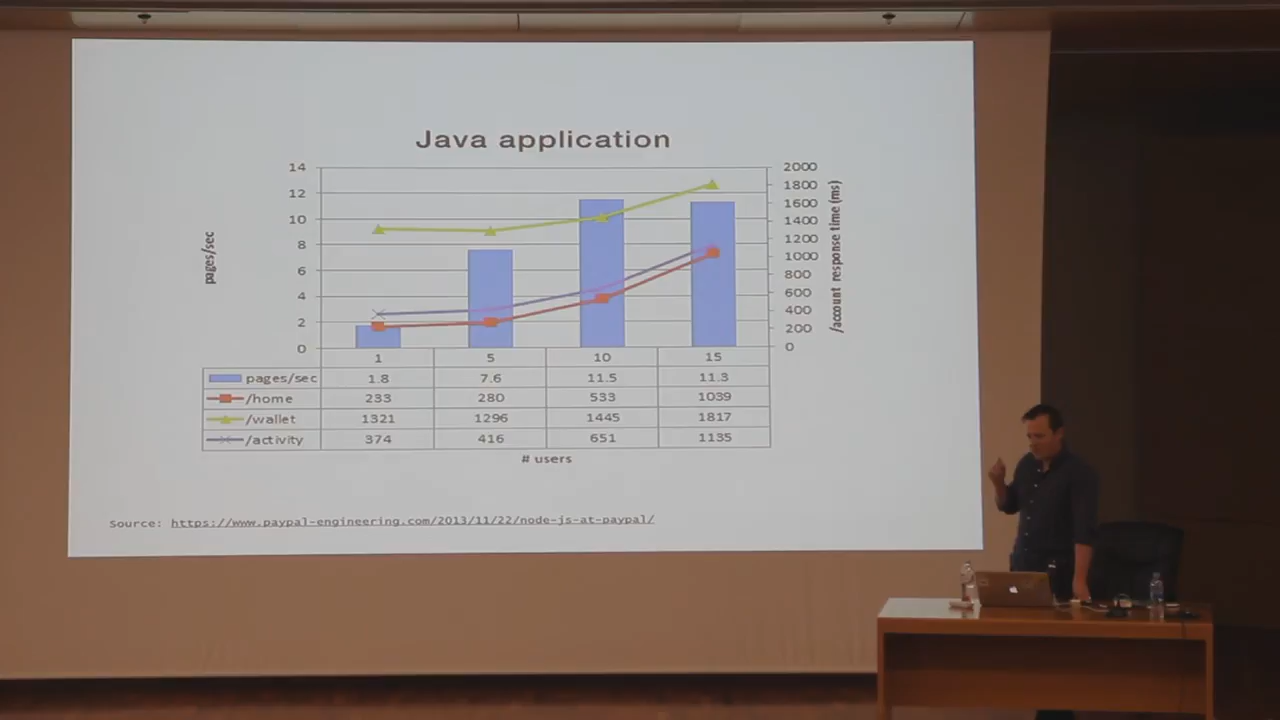 Java application
14 2000
1800
12
1600
10 1400
8 1200
1000
6
800
4 600
400
2
200
0 0
pages/sec
/account response time (ms)
1 5 10 15
pages/sec 1.8 7.6 11.5 11.3
/home 233 280 533 1039
/wallet 1321 1296 1445 1817
/activity 374 416 651 1135
# users
Source: https://www.paypal-engineering.com/2013/11/22/node-js-at-paypal/